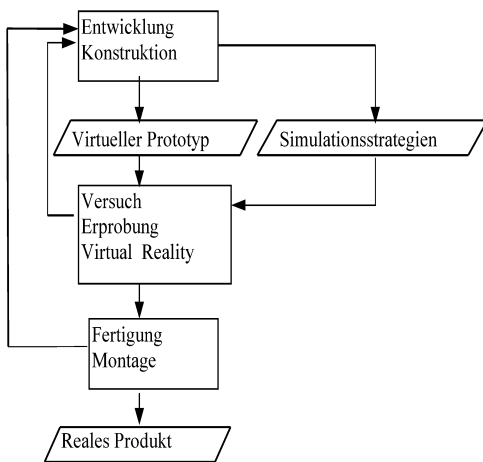 Entwicklung
Konstruktion
Virtueller Prototyp
Simulationsstrategien
Versuch
Erprobung
Virtual Reality
Fertigung
Montage
Reales Produkt